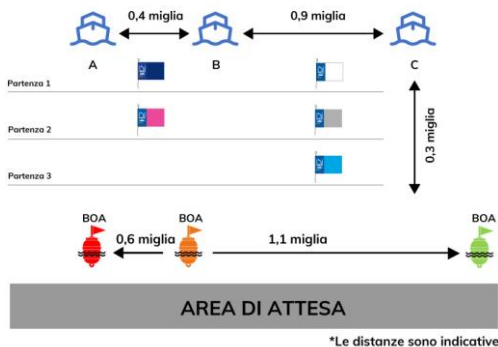 0,4 miglia
0,9 miglia
A
B
C
Partenza 1
Partenza 2
Partenza 3
0,3 miglia
BOA
BOA
BOA
0,6 miglia
1,1 miglia
AREA DI ATTESA
*Le distanze sono indicative